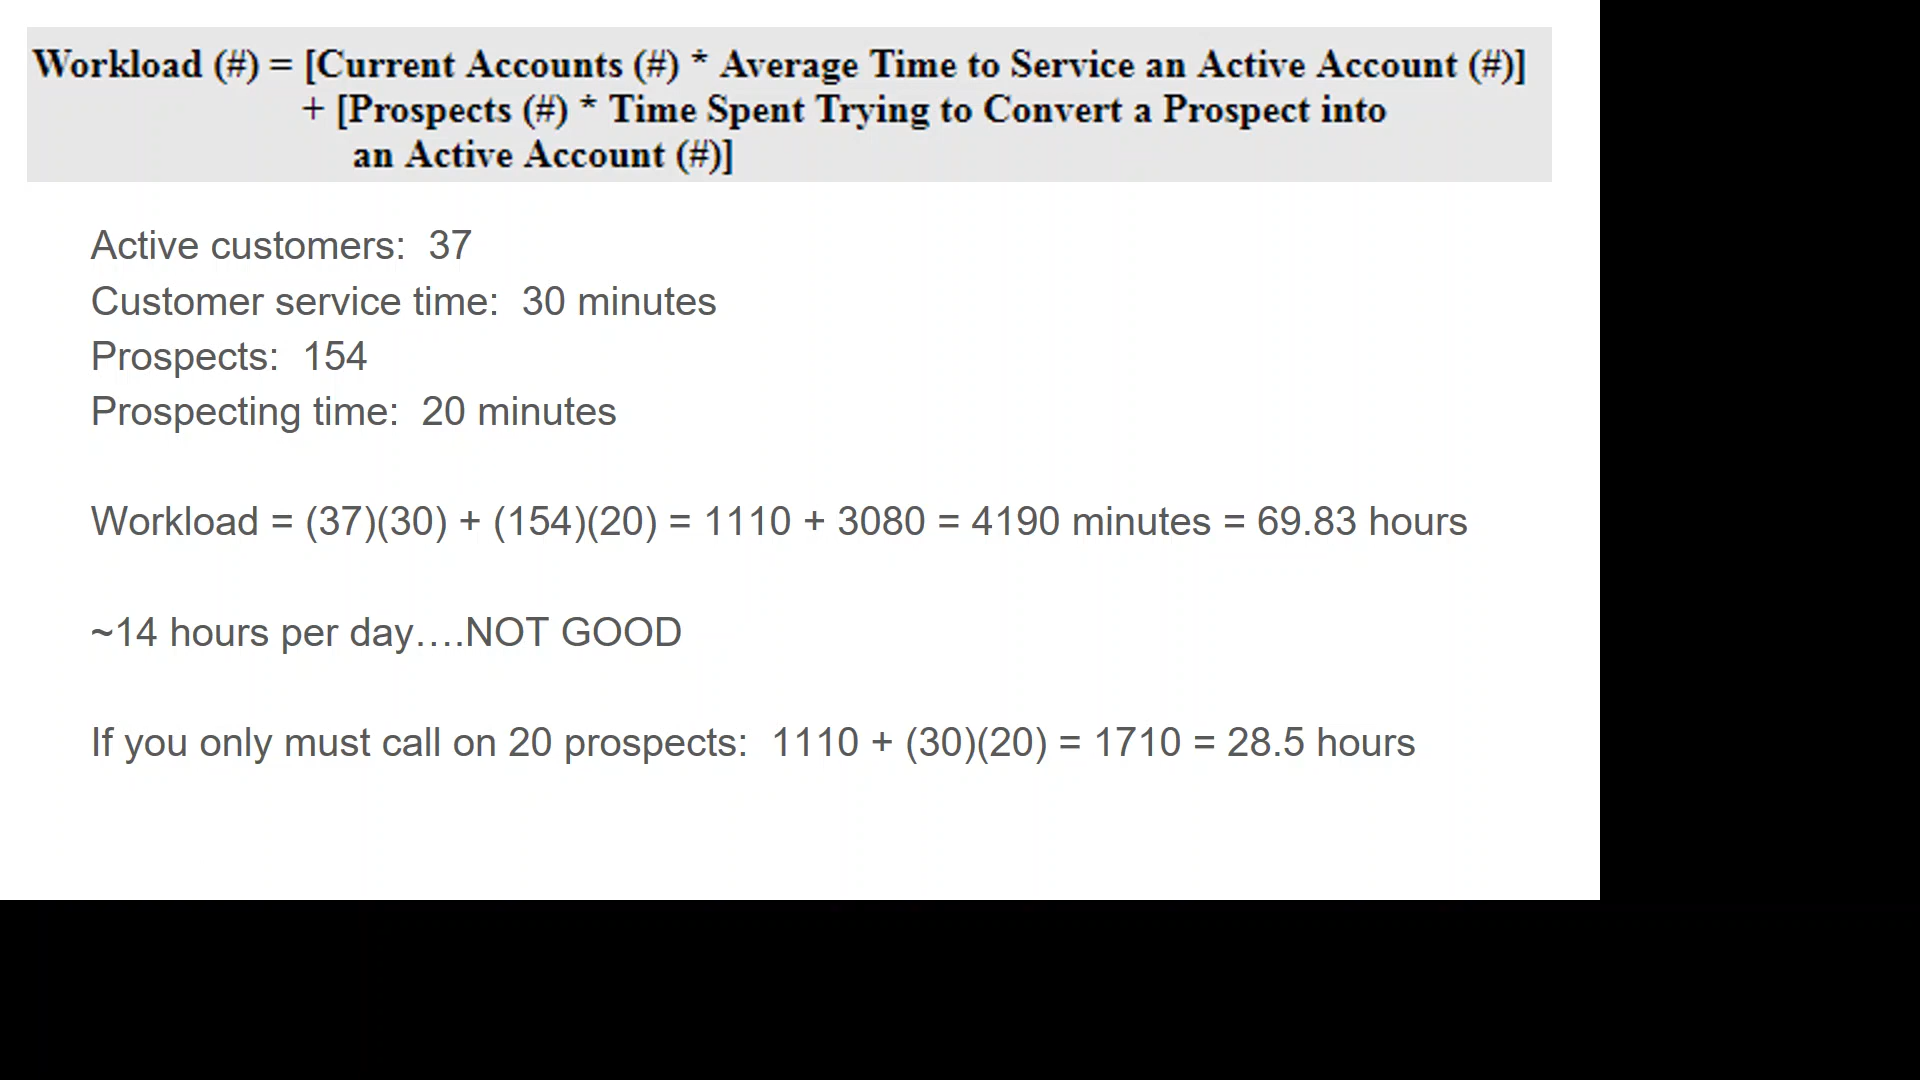 Workload (#) = [Current Accounts (#) * Average Time to Service an Active Account (#)]
+ [Prospects (#) * Time Spent Trying to Convert a Prospect into
an Active Account (#)]
Active customers:  37
Customer service time:  30 minutes
Prospects:  154
Prospecting time:  20 minutes
Workload = (37)(30) + (154)(20) = 1110 + 3080 = 4190 minutes = 69.83 hours
~14 hours per day….NOT GOOD
If you only must call on 20 prospects:  1110 + (30)(20) = 1710 = 28.5 hours